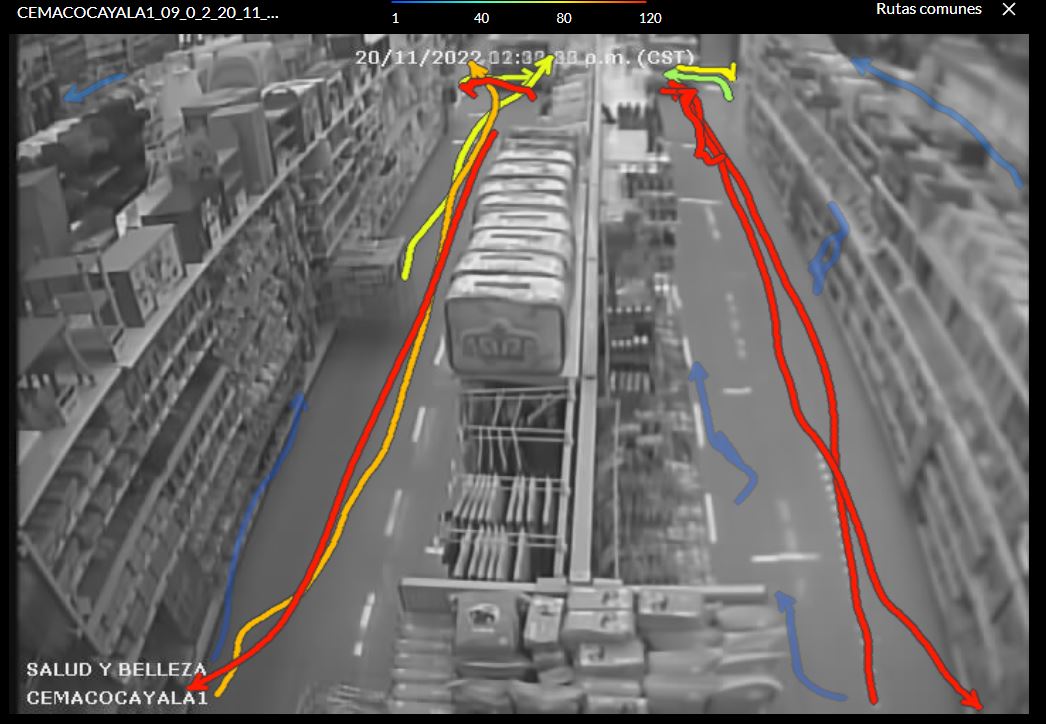 CEMACOCAYALA1_09_0_2_20_11_...
1 40 80 120
Rutas comunes
20/11/2022 p.m. (CST)
SALUD Y BELLEZA
CEMACOCAYALA1